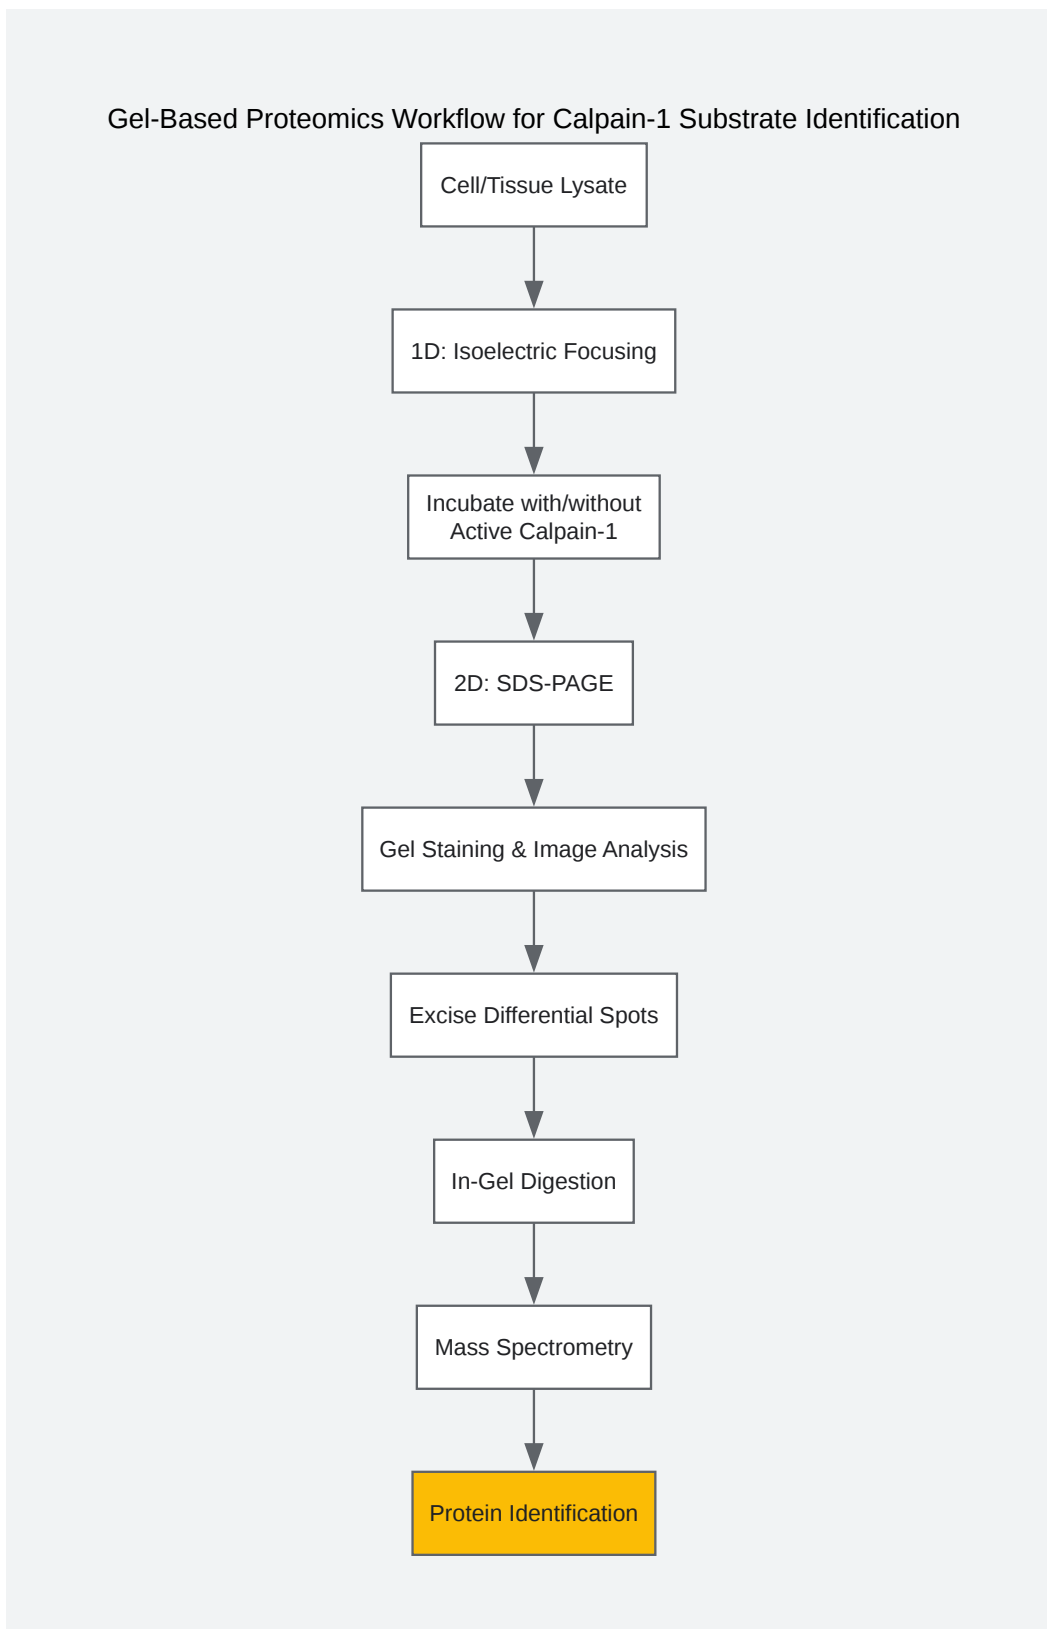 Gel-Based Proteomics Workflow for Calpain-1 Substrate Identification
Cell/Tissue Lysate
1D: Isoelectric Focusing
Incubate with/without
Active Calpain-1
2D: SDS-PAGE
Gel Staining & Image Analysis
Excise Differential Spots
In-Gel Digestion
Mass Spectrometry
Protein Identification